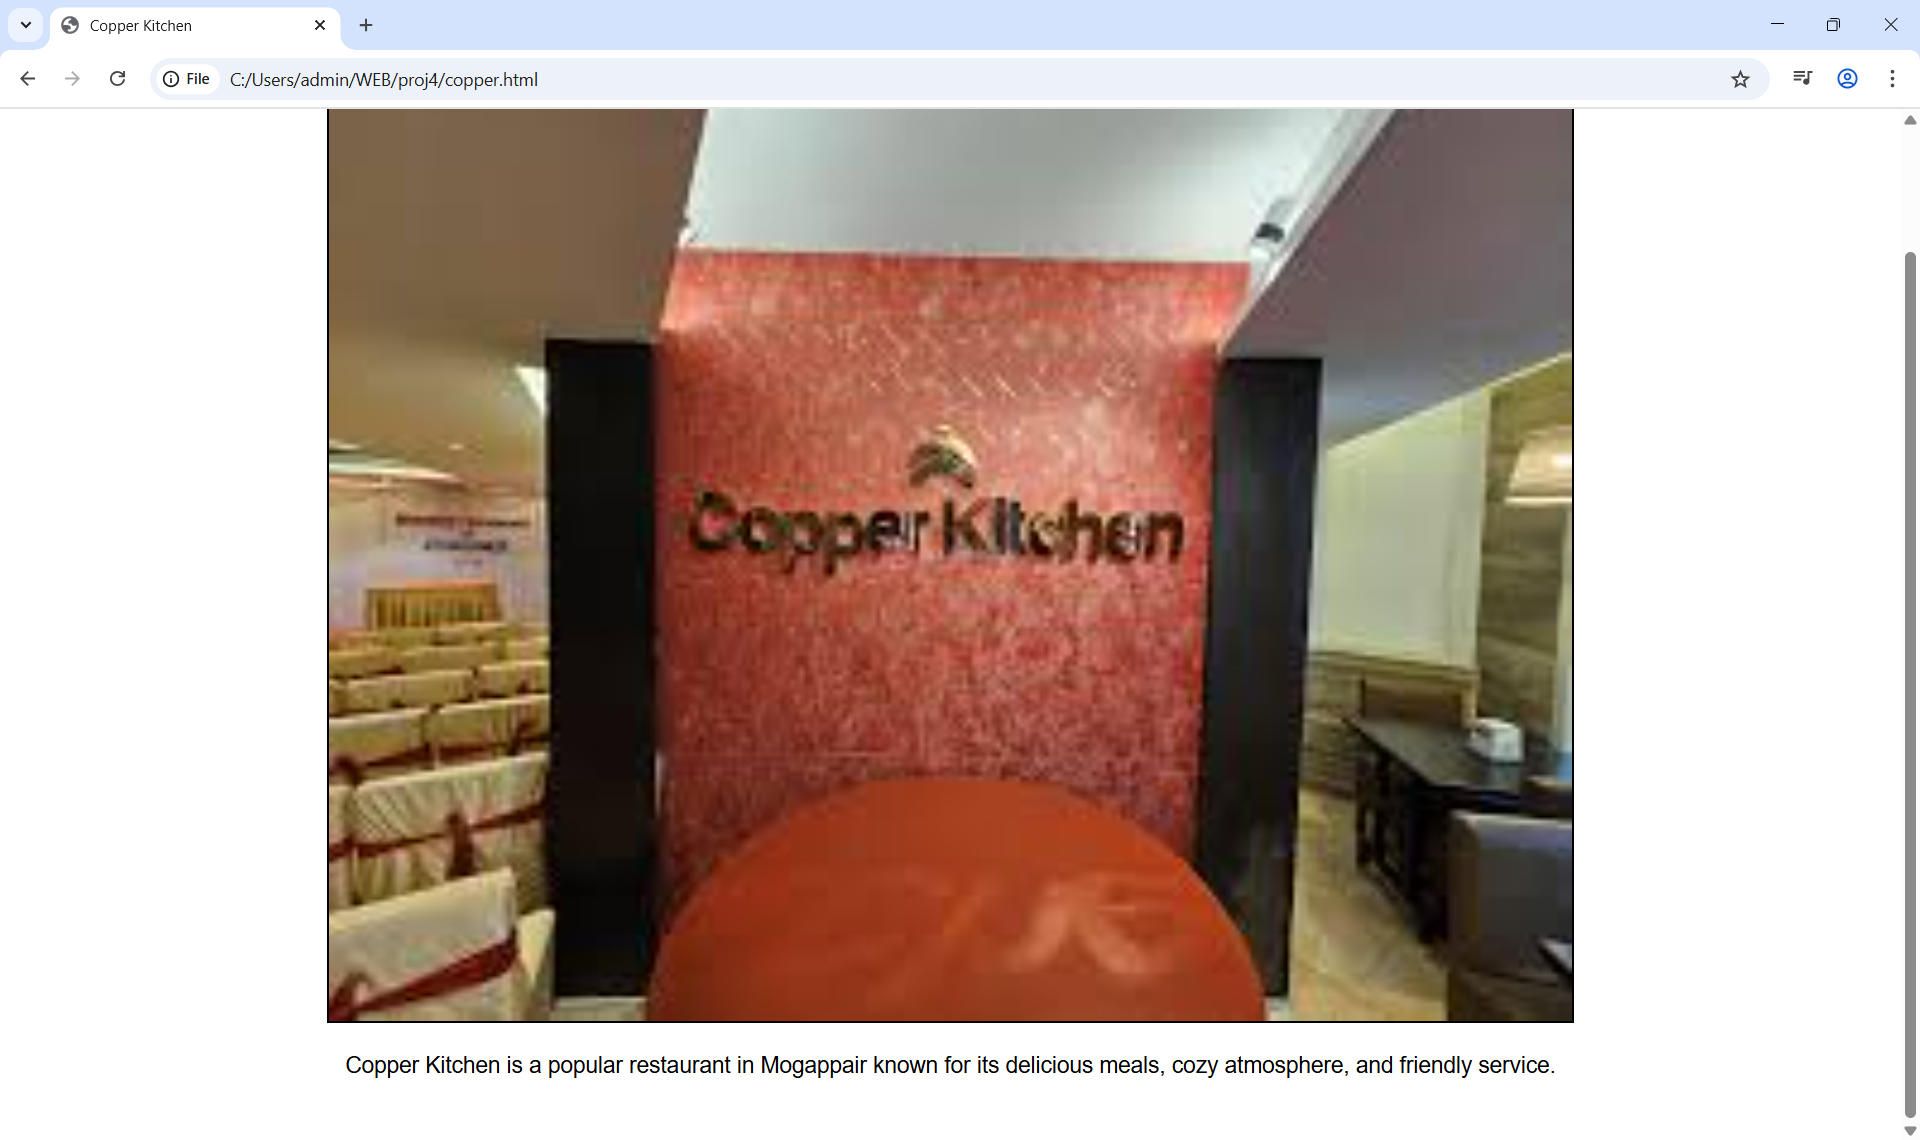 Copper Kitchen
File
C:/Users/admin/WEB/proj4/copper.html
Copper Kitchen
Copper Kitchen is a popular restaurant in Mogappair known for its delicious meals, cozy atmosphere, and friendly service.